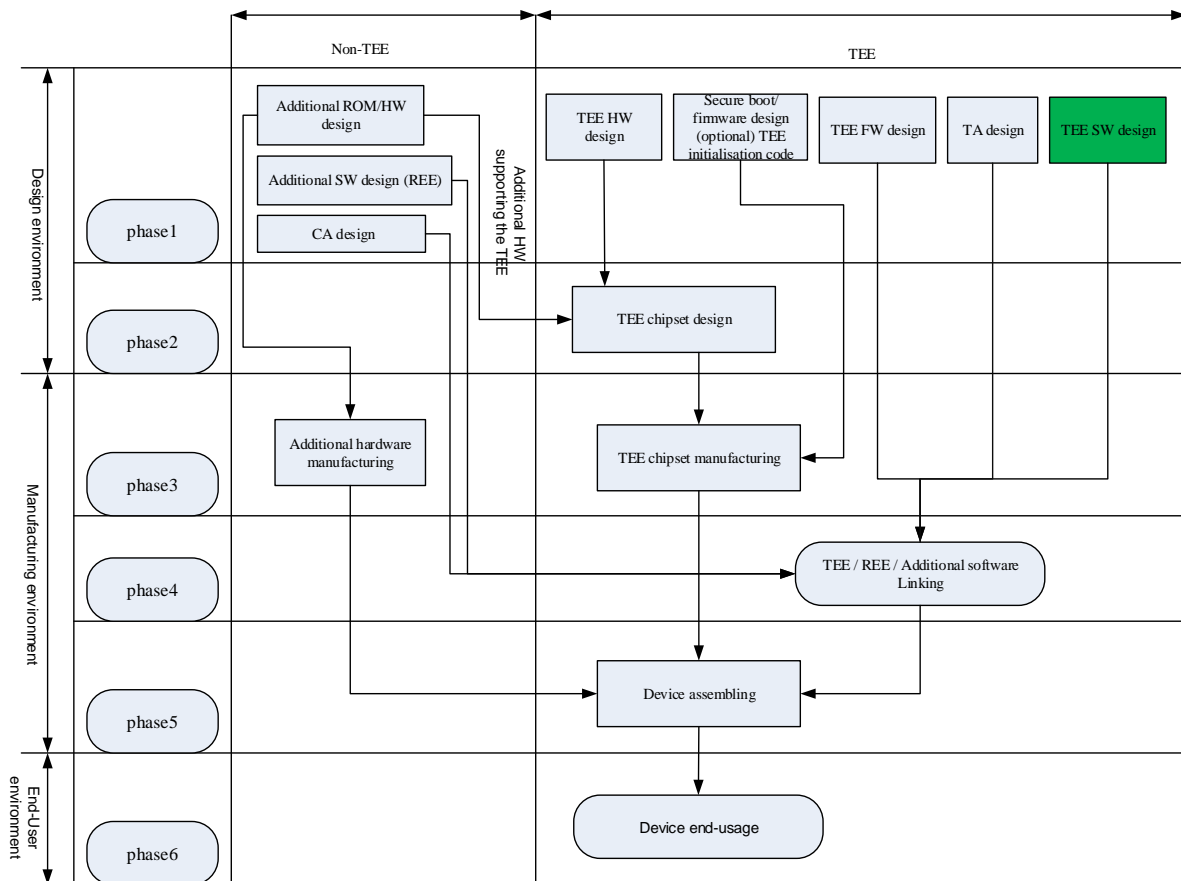 Non-TEE
TEE
Additional ROM/HW
design
TEE HW
design
Secure boot/
firmware design
(optional) TEE
initialisation code
TEE FW design
TA design
TEE SW design
Additional SW design (REE)
CA design
Additional HW
supporting the TEE
Design environment
phase1
TEE chipset design
phase2
Manufacturing environment
Additional hardware
manufacturing
TEE chipset manufacturing
phase3
TEE / REE / Additional software
Linking
phase4
Device assembling
phase5
End-User
environment
Device end-usage
phase6